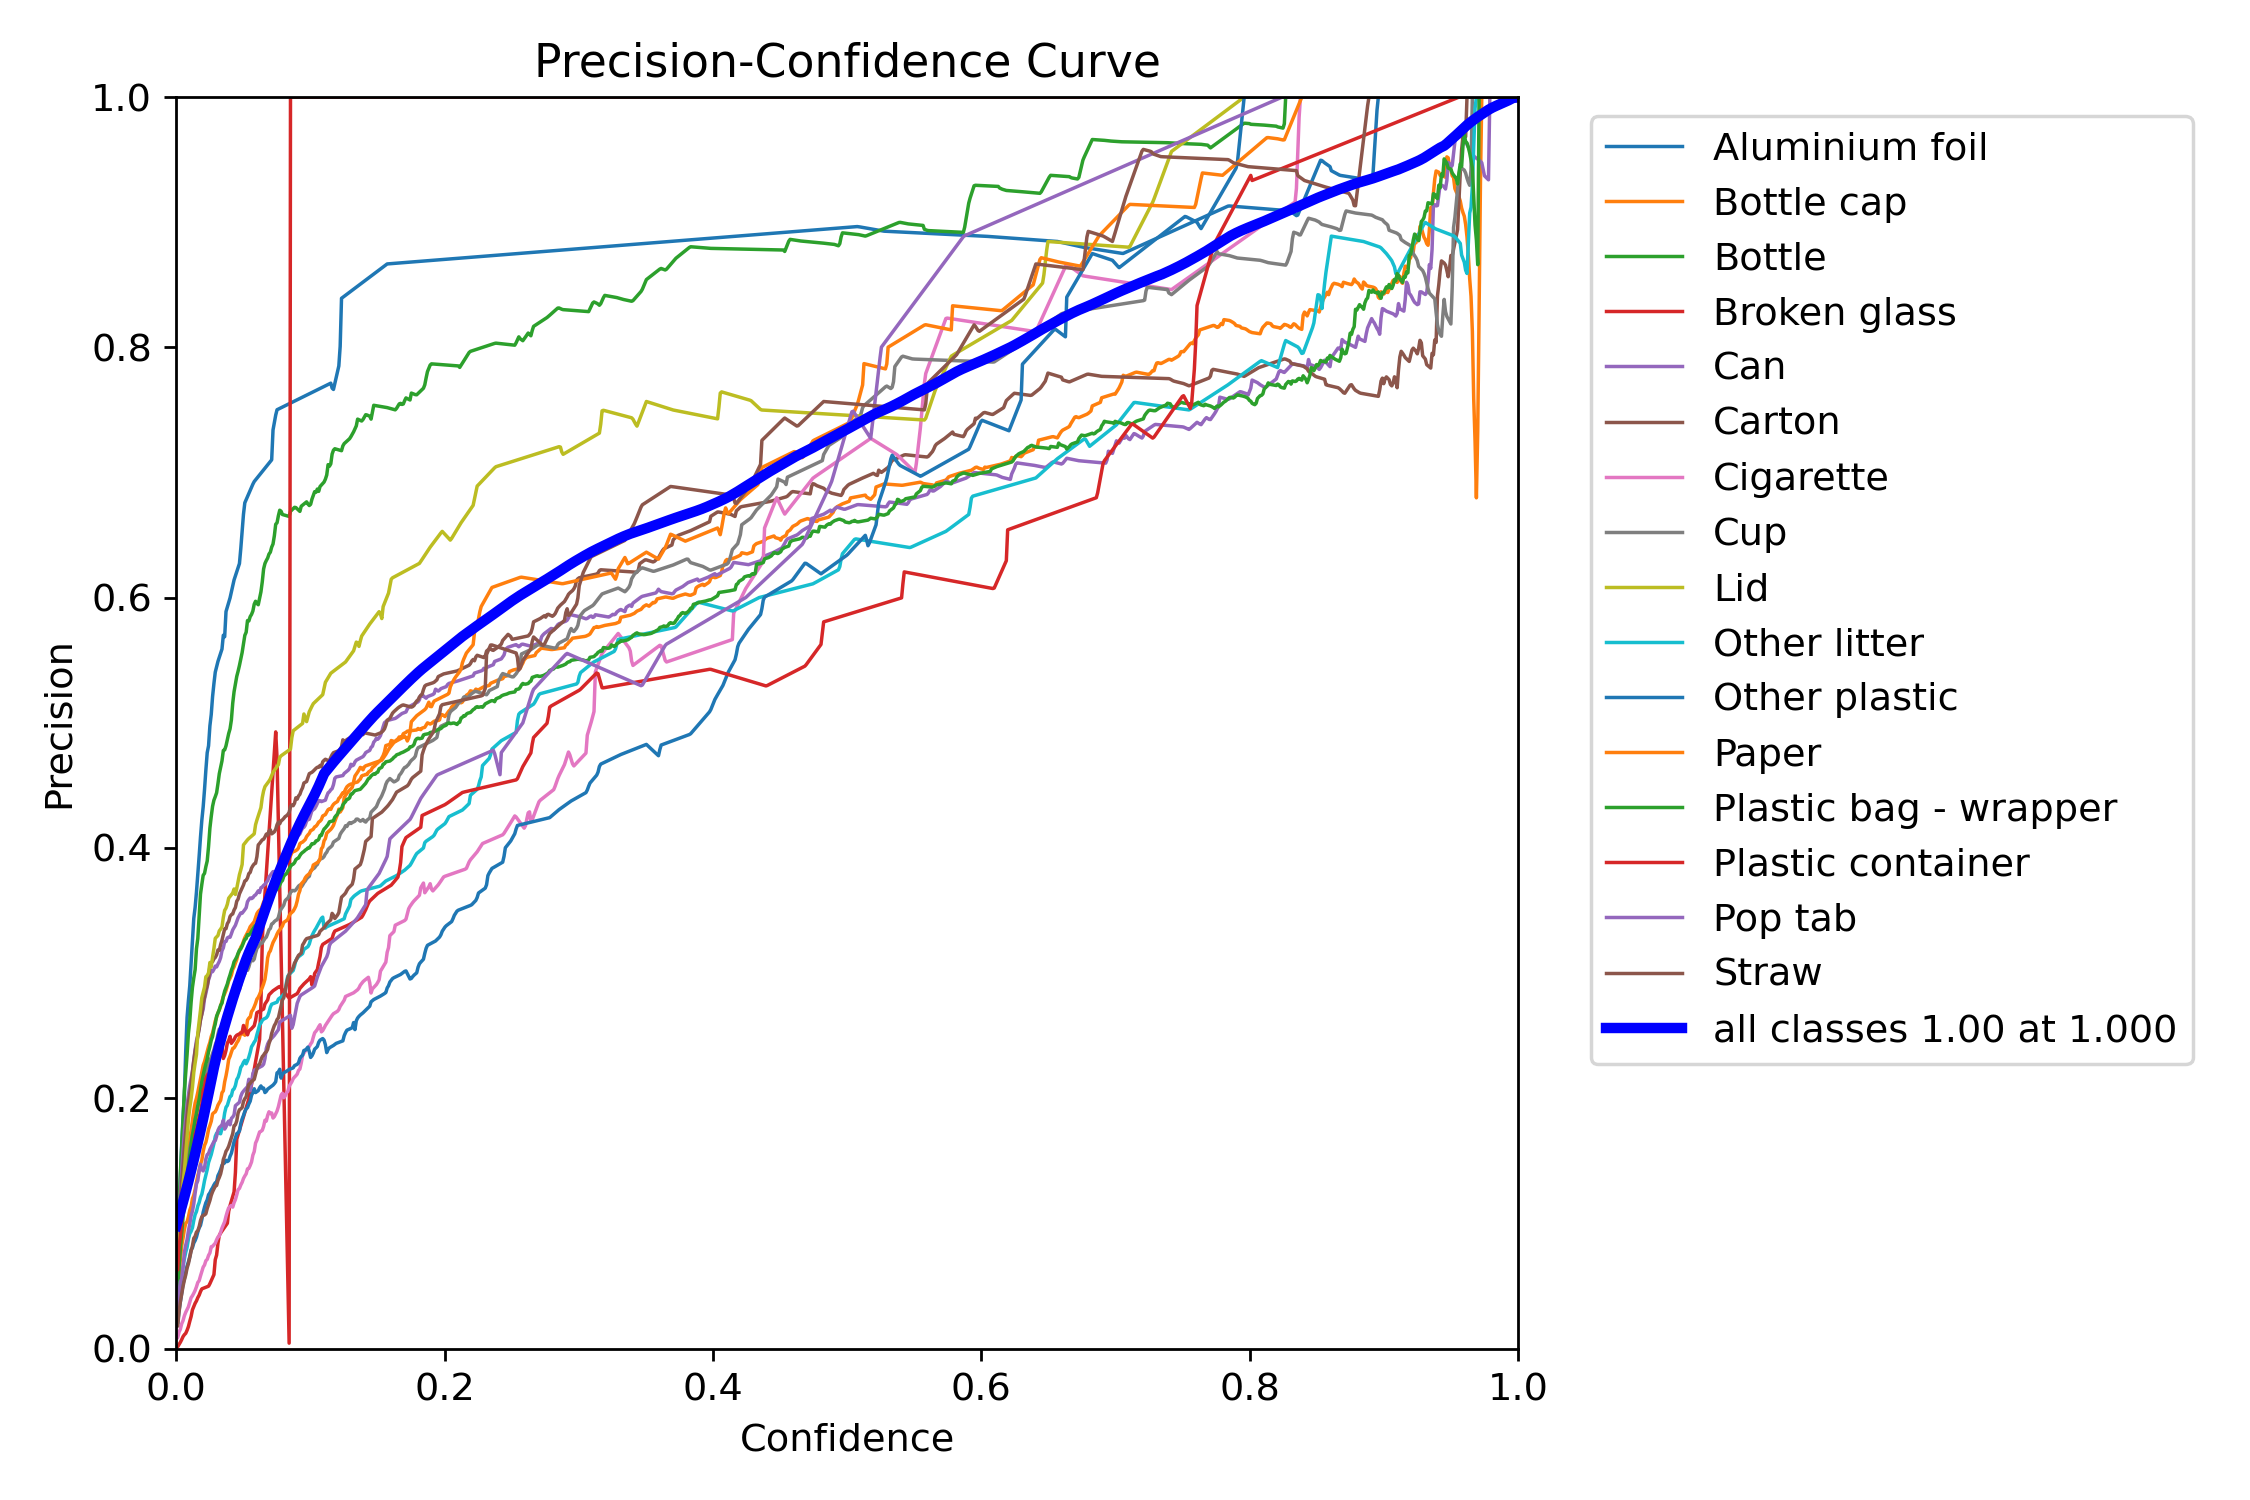 Precision-Confidence Curve
1.0
0.8
0.6
0.4
0.2
0.0
Precision
0.0 0.2 0.4 0.6 0.8 1.0
Confidence
Aluminium foil
Bottle cap
Bottle
Broken glass
Can
Carton
Cigarette
Cup
Lid
Other litter
Other plastic
Paper
Plastic bag - wrapper
Plastic container
Pop tab
Straw
all classes 1.00 at 1.000